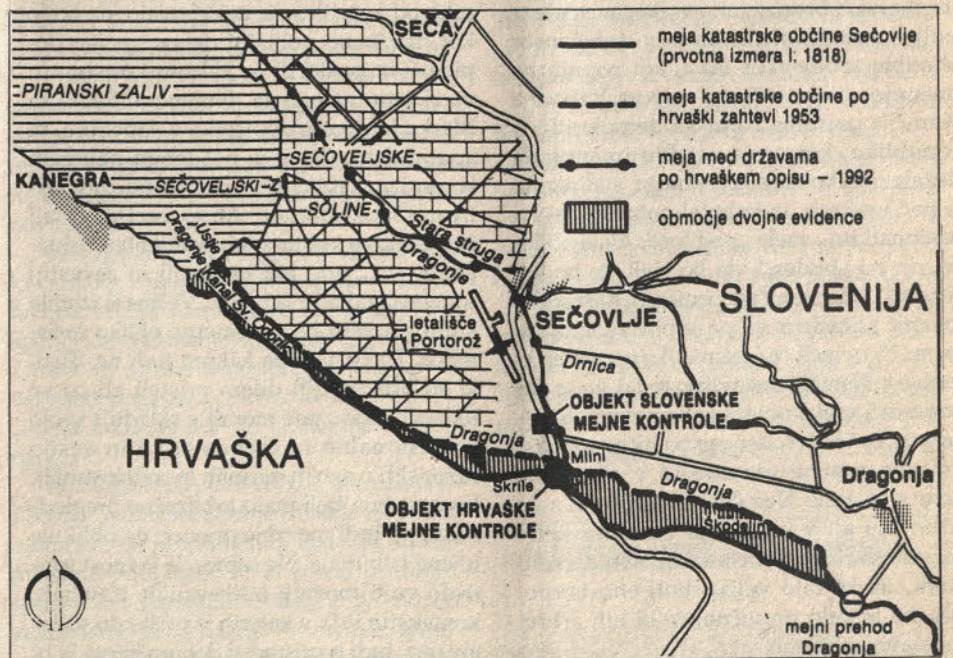 SEČA
meja katastrske občine Sečovlje
(prvotna izmera l: 1818)
meja katastrske občine po
hrvaški zahtevi 1953
meja med državama
po hrvaškem opisu – 1992
območje dvojne evidence
PIRANSKI ZALIV
KANEGRA
SEČOVELJSKE
SOLINE
SEČOVELJSKI
Stara struga
Dragonje
Ustje
Dragonje
Kanal Sv. Odorik
letališče
Portorož
SEČOVLJE
SLOVENIJA
Drnica
OBJEKT SLOVENSKE
MEJNE KONTROLE
HRVAŠKA
Dragonja
Mlini
Skrile
Dragonja
Dragonja
Škodelin
OBJEKT HRVAŠKE
MEJNE KONTROLE
mejni prehod
Dragonja